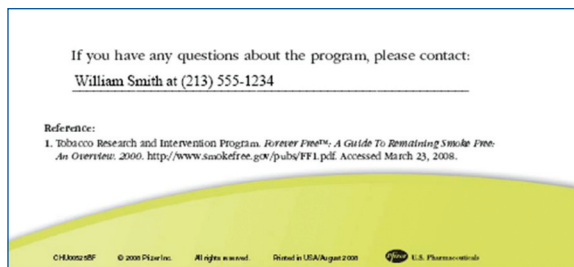 If you have any questions about the program, please contact:
William Smith at (213) 555-1234
Reference:
1. Tobacco Research and Intervention Program. Forever Free™: A Guide To Remaining Smoke Free:
An Overview. 2000. http://www.smokefree.gov/pubs/FF1.pdf. Accessed March 23, 2008.
CHU00525BF © 2008 Pfizer Inc. All rights reserved. Printed in USA/August 2008 Pfizer U.S. Pharmaceuticals